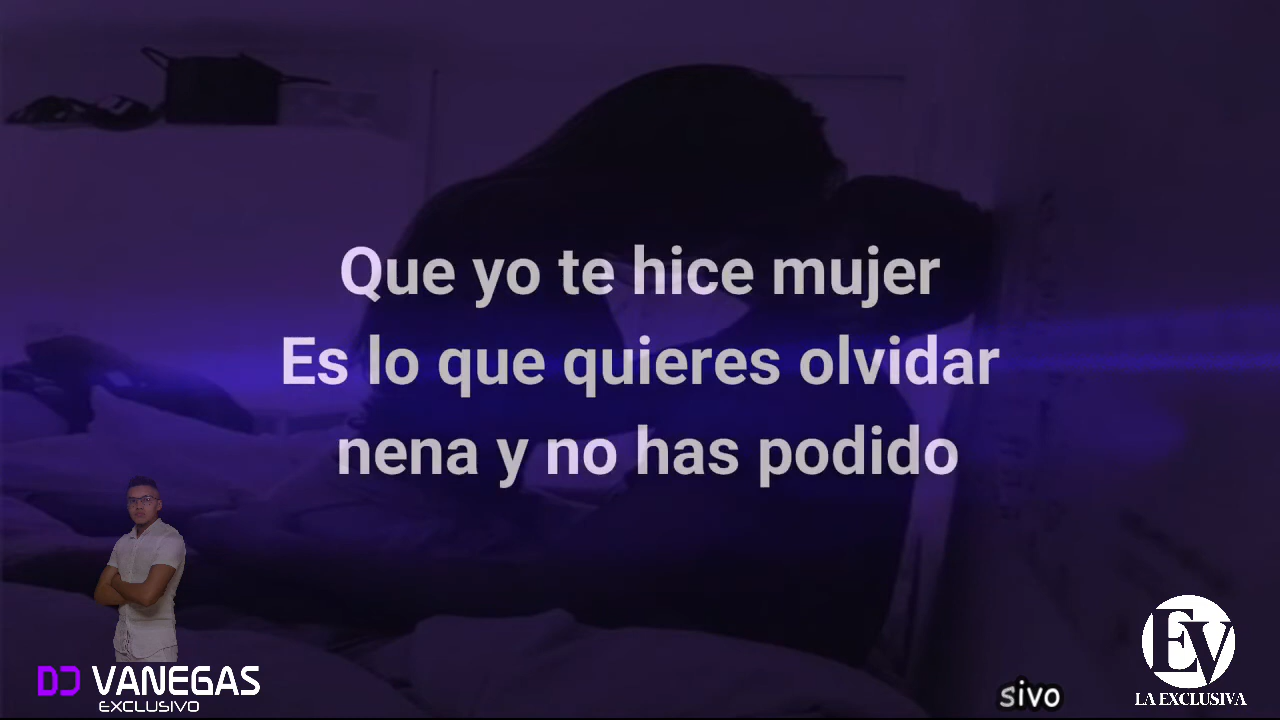 Que yo te hice mujer
Es lo que quieres olvidar
nena y no has podido
DJ VANEGAS
EXCLUSIVO
sivo
EV
LA EXCLUSIVA